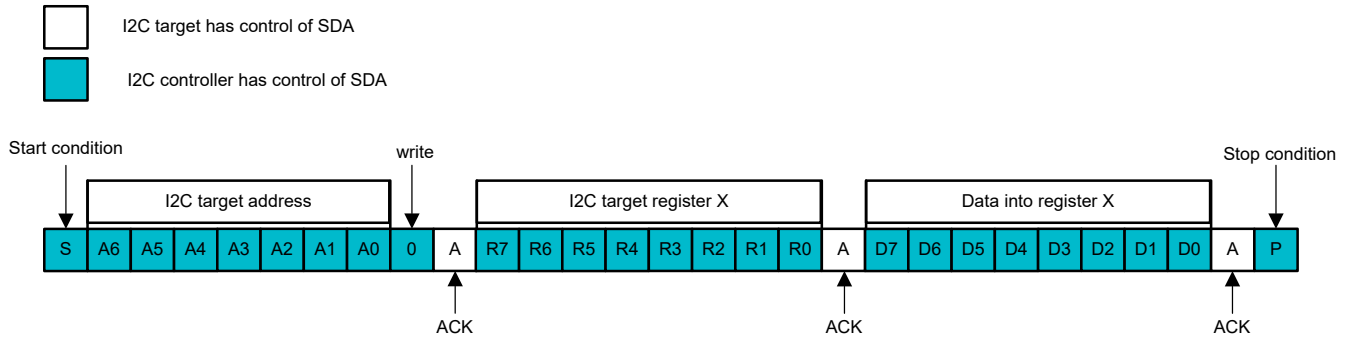 I2C target has control of SDA
I2C controller has control of SDA
Start condition
write
Stop condition
I2C target address
I2C target register X
Data into register X
S A6 A5 A4 A3 A2 A1 A0 0 A R7 R6 R5 R4 R3 R2 R1 R0 A D7 D6 D5 D4 D3 D2 D1 D0 A P
ACK
ACK
ACK